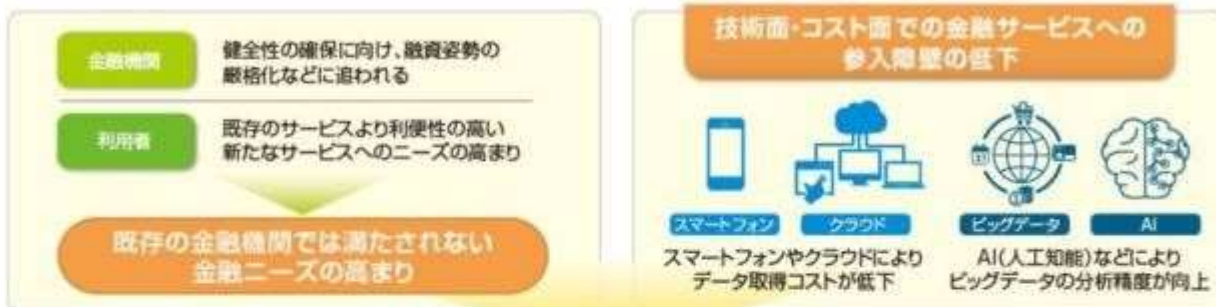 金融機関
健全性の確保に向け、融資姿勢の
厳格化などに追われる
利用者
既存のサービスより利便性の高い
新たなサービスへのニーズの高まり
既存の金融機関では満たされない
金融ニーズの高まり
技術面・コスト面での金融サービスへの
参入障壁の低下
スマートフォン
クラウド
ビッグデータ
AI
スマートフォンやクラウドにより
データ取得コストが低下
AI(人工知能)などにより
ビッグデータの分析精度が向上